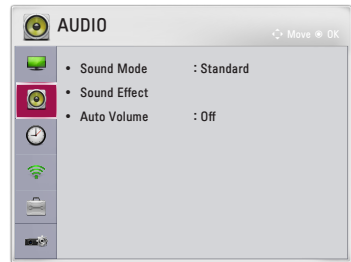 AUDIO
Move OK
• Sound Mode : Standard
• Sound Effect
• Auto Volume : Off